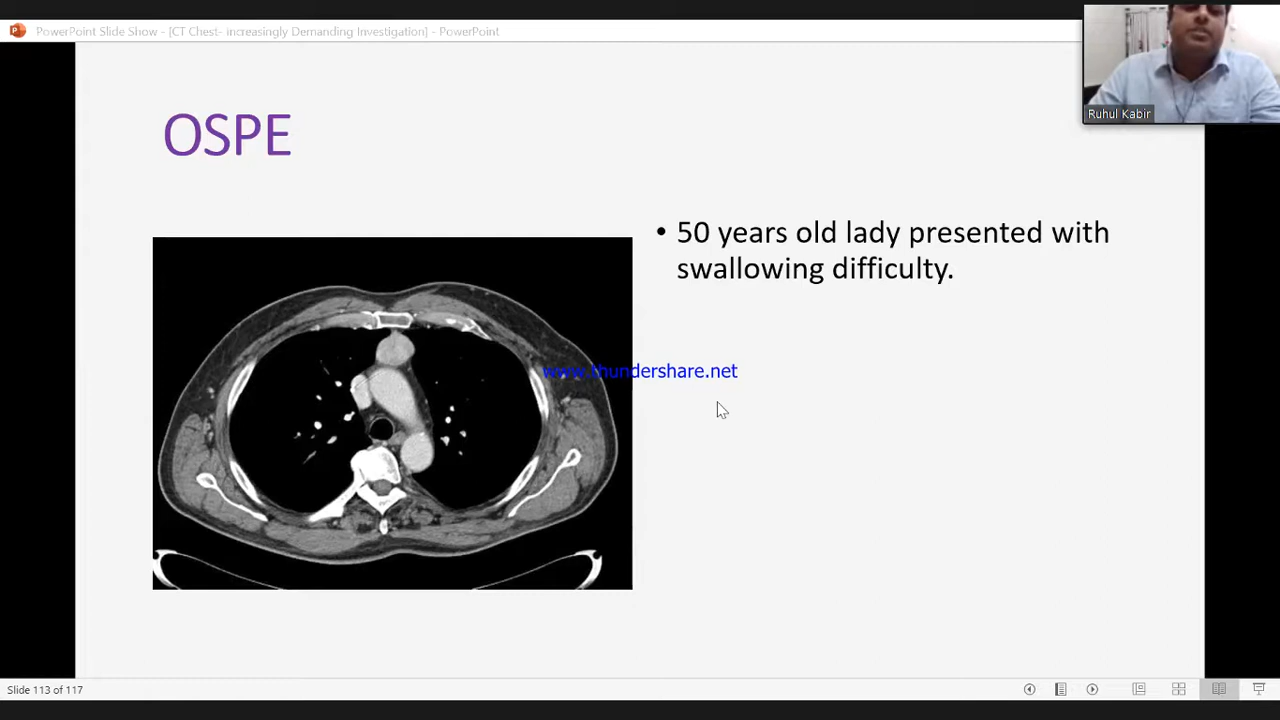 PowerPoint Slide Show - [CT Chest- increasingly Demanding Investigation] - PowerPoint
Ruhul Kabir
OSPE
• 50 years old lady presented with
swallowing difficulty.
www.thundershare.net
Slide 113 of 117